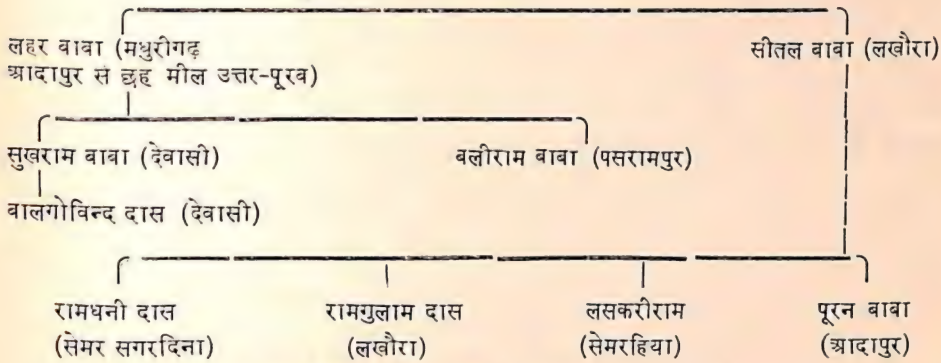 लहर बाबा (मधुरीगढ़
आदापुर से छह मील उत्तर-पूरब)
सीतल बाबा (लखौरा)
सुखराम बाबा (देवासी)
बलीराम बाबा (पसरामपुर)
बालगोविन्द दास (देवासी)
रामधनी दास
(सेमर सगरदिना)
रामगुलाम दास
(लखौरा)
लसकरीराम
(सेमरहिया)
पूरन बाबा
(आदापुर)